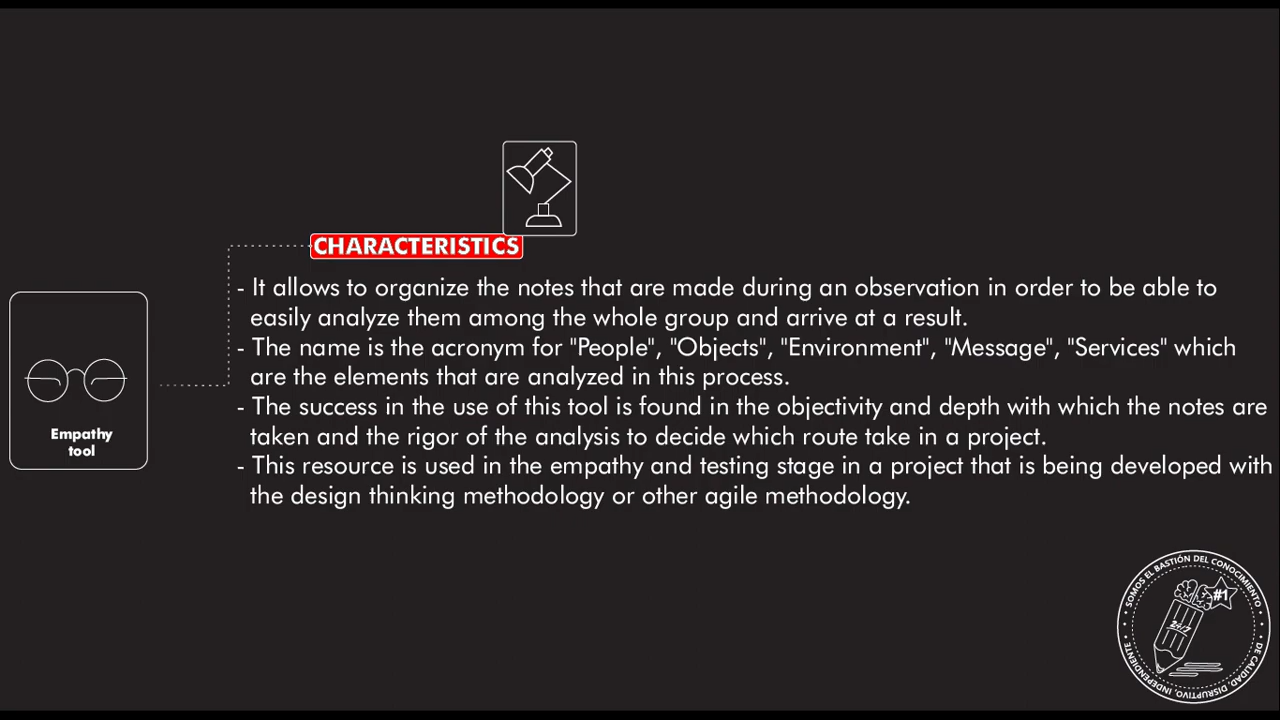 CHARACTERISTICS
- It allows to organize the notes that are made during an observation in order to be able to
easily analyze them among the whole group and arrive at a result.
- The name is the acronym for "People", "Objects", "Environment", "Message", "Services" which
are the elements that are analyzed in this process.
- The success in the use of this tool is found in the objectivity and depth with which the notes are
taken and the rigor of the analysis to decide which route take in a project.
- This resource is used in the empathy and testing stage in a project that is being developed with
the design thinking methodology or other agile methodology.
Empathy
tool
SOMOS EL BASTIÓN DEL CONOCIMIENTO
DE CALIDAD, DISRUPTIVO, INDEPENDIENTE
#1
24/7